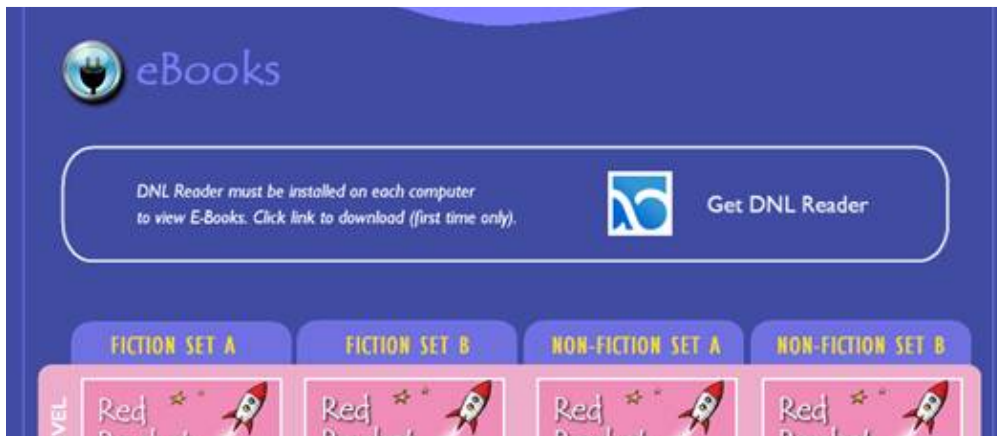 eBooks
DNL Reader must be installed on each computer
to view E-Books. Click link to download (first time only).
Get DNL Reader
FICTION SET A
FICTION SET B
NON-FICTION SET A
NON-FICTION SET B
Red
Red
Red
Red